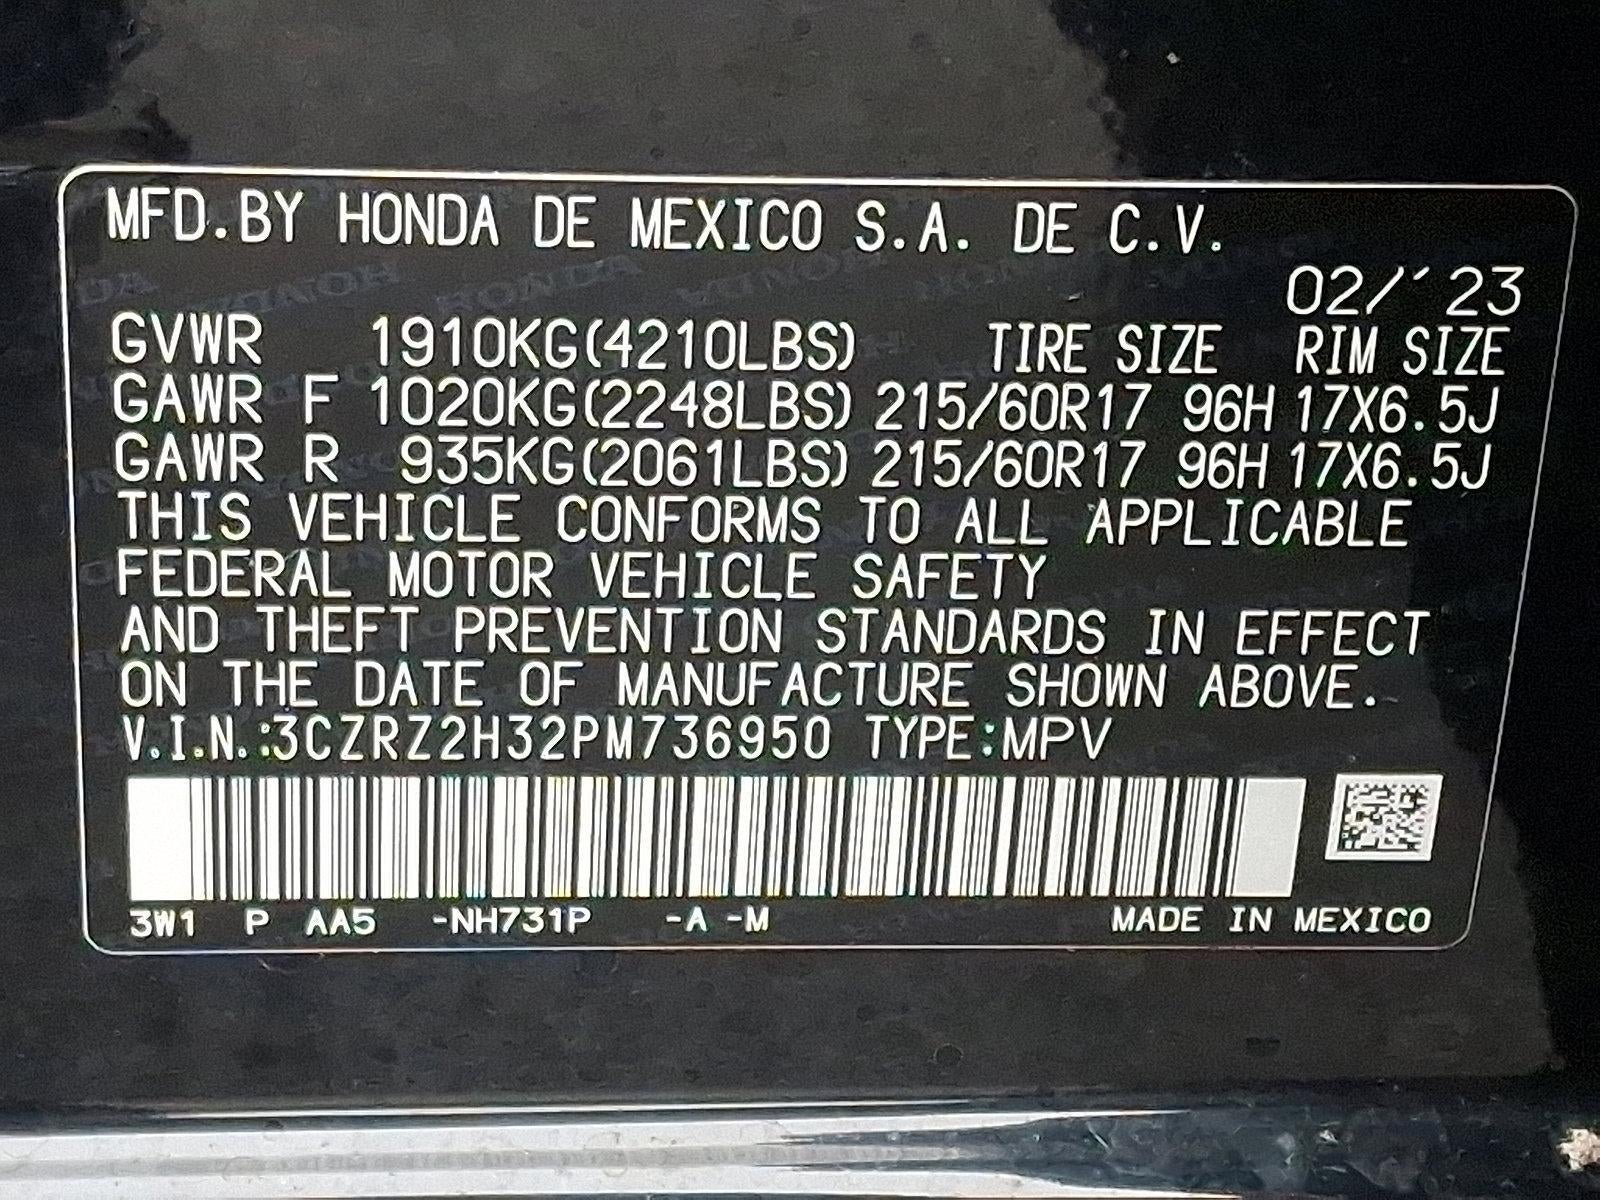 MFD.BY HONDA DE MEXICO S.A. DE C.V.
02/´23
GVWR 1910KG(4210LBS) TIRE SIZE RIM SIZE
GAWR F 1020KG(2248LBS) 215/60R17 96H 17X6.5J
GAWR R 935KG(2061LBS) 215/60R17 96H 17X6.5J
THIS VEHICLE CONFORMS TO ALL APPLICABLE
FEDERAL MOTOR VEHICLE SAFETY
AND THEFT PREVENTION STANDARDS IN EFFECT
ON THE DATE OF MANUFACTURE SHOWN ABOVE.
V.I.N.:3CZRZ2H32PM736950 TYPE:MPV
3W1 P AA5 -NH731P -A -M MADE IN MEXICO